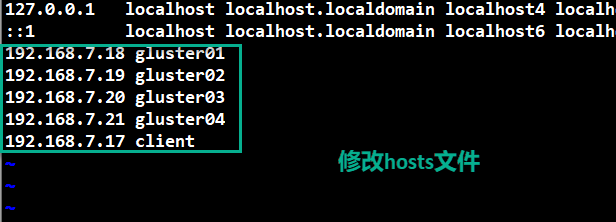 127.0.0.1   localhost localhost.localdomain localhost4 localho
::1         localhost localhost.localdomain localhost6 localho
192.168.7.18 gluster01
192.168.7.19 gluster02
192.168.7.20 gluster03
192.168.7.21 gluster04
192.168.7.17 client
~
修改hosts文件
~
~